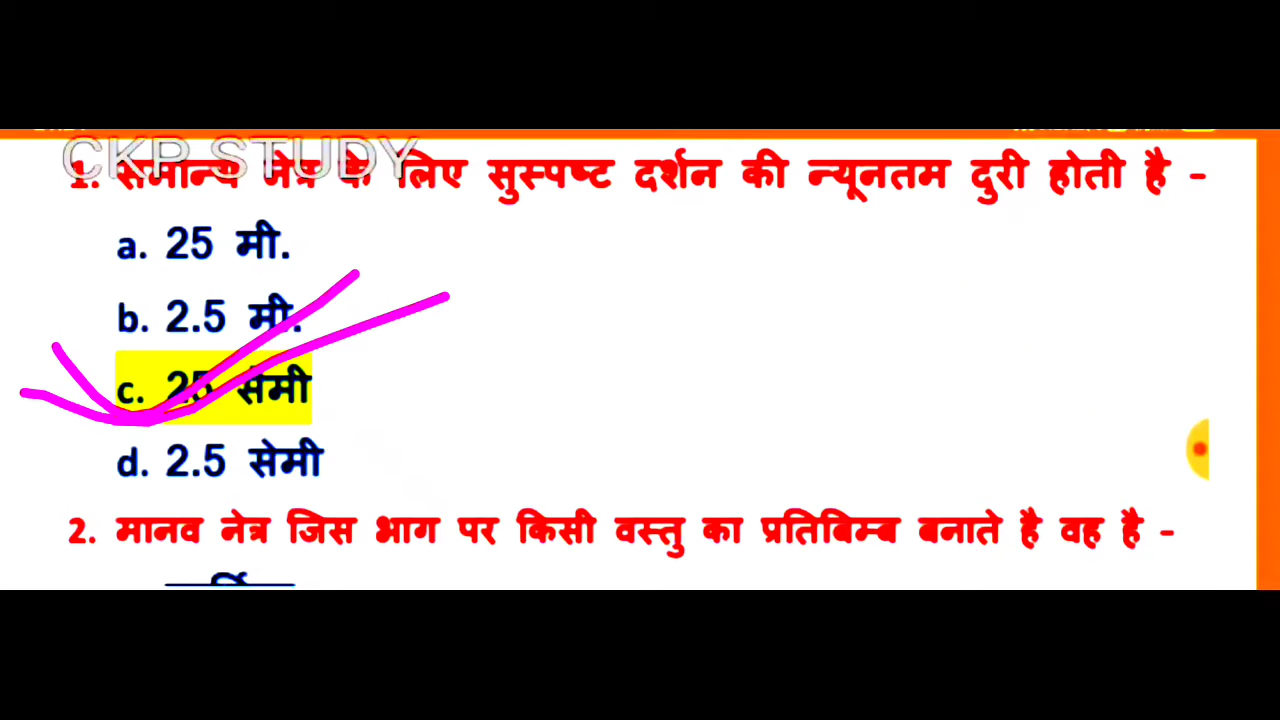 CKP STUDY
1. सामान्य नेत्र के लिए सुस्पष्ट दर्शन की न्यूनतम दुरी होती है -
a. 25 मी.
b. 2.5 मी.
c. 25 सेमी
d. 2.5 सेमी
2. मानव नेत्र जिस भाग पर किसी वस्तु का प्रतिबिम्ब बनाते है वह है -